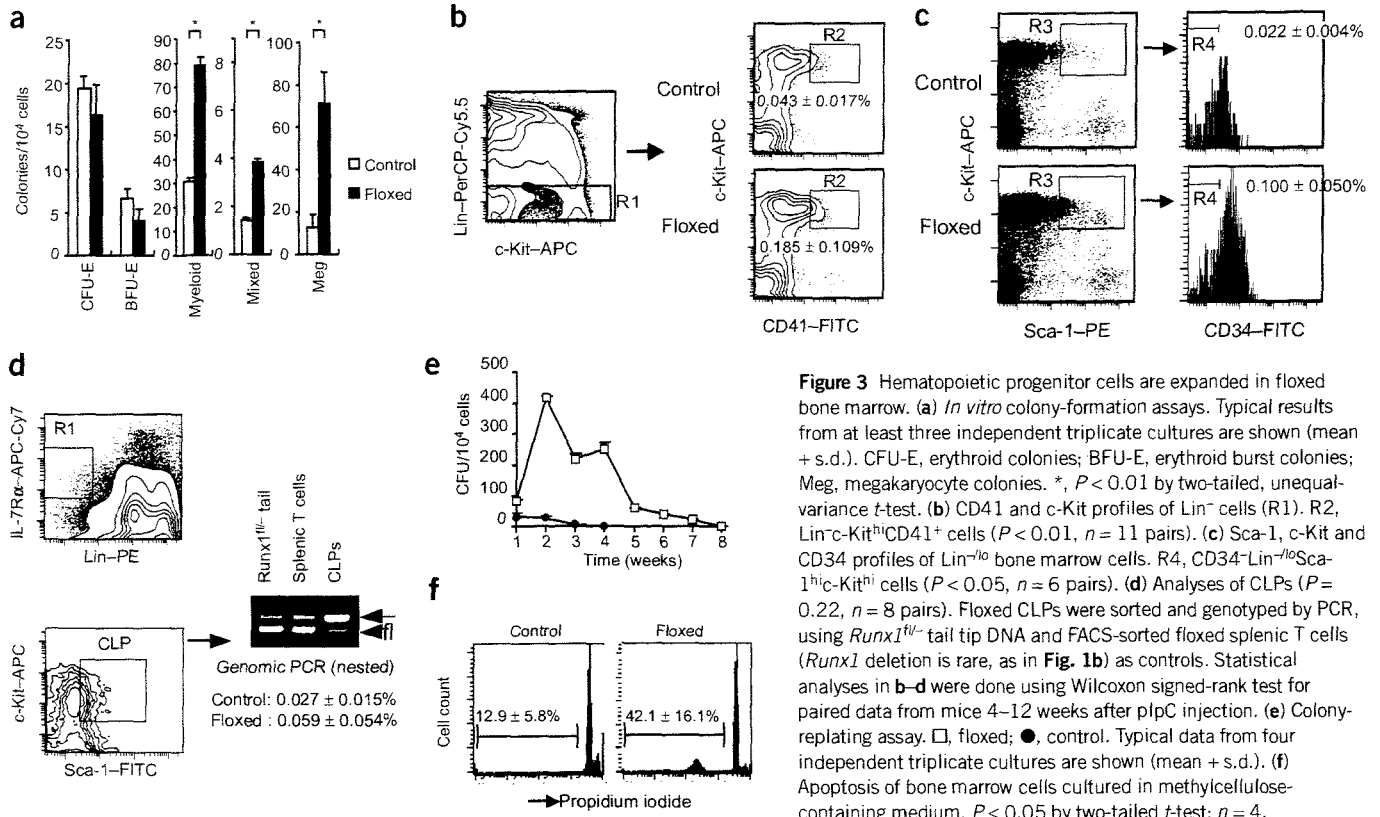 a
Colonies/10⁴ cells
25
20
15
10
5
0
CFU-E
BFU-E
*
90
80
70
60
50
40
30
20
10
0
Myeloid
*
8
6
4
2
0
Mixed
*
100
80
60
40
20
0
Meg
Control
Floxed
b
Lin–PerCP-Cy5.5
R1
c-Kit–APC
Control
R2
0.043 ± 0.017%
c-Kit–APC
Floxed
R2
0.185 ± 0.109%
CD41–FITC
c
Control
R3
R4
0.022 ± 0.004%
c-Kit–APC
Floxed
R3
R4
0.100 ± 0.050%
Sca-1–PE
CD34–FITC
d
IL-7Rα–APC-Cy7
R1
Lin–PE
c-Kit–APC
CLP
Sca-1–FITC
Runx1fl/– tail
Splenic T cells
CLPs
–
fl
Genomic PCR (nested)
Control: 0.027 ± 0.015%
Floxed : 0.059 ± 0.054%
e
CFU/10⁴ cells
500
400
300
200
100
0
1 2 3 4 5 6 7 8
Time (weeks)
f
Cell count
Control
12.9 ± 5.8%
Floxed
42.1 ± 16.1%
Propidium iodide
Figure 3 Hematopoietic progenitor cells are expanded in floxed
bone marrow. (a) In vitro colony-formation assays. Typical results
from at least three independent triplicate cultures are shown (mean
+ s.d.). CFU-E, erythroid colonies; BFU-E, erythroid burst colonies;
Meg, megakaryocyte colonies. *, P < 0.01 by two-tailed, unequal-
variance t-test. (b) CD41 and c-Kit profiles of Lin– cells (R1). R2,
Lin–c-KithiCD41+ cells (P < 0.01, n = 11 pairs). (c) Sca-1, c-Kit and
CD34 profiles of Lin–/lo bone marrow cells. R4, CD34–Lin–/loSca-
1hic-Kithi cells (P < 0.05, n = 6 pairs). (d) Analyses of CLPs (P =
0.22, n = 8 pairs). Floxed CLPs were sorted and genotyped by PCR,
using Runx1fl/– tail tip DNA and FACS-sorted floxed splenic T cells
(Runx1 deletion is rare, as in Fig. 1b) as controls. Statistical
analyses in b–d were done using Wilcoxon signed-rank test for
paired data from mice 4–12 weeks after pIpC injection. (e) Colony-
replating assay. □, floxed; ●, control. Typical data from four
independent triplicate cultures are shown (mean + s.d.). (f)
Apoptosis of bone marrow cells cultured in methylcellulose-
containing medium. P < 0.05 by two-tailed t-test; n = 4.